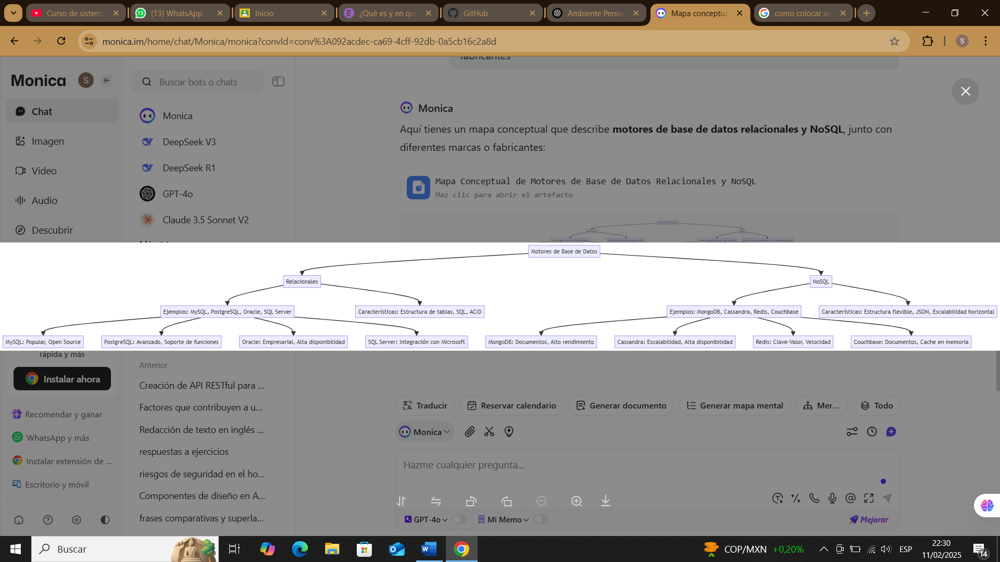 Curso de sistema
(13) WhatsApp
Inicio
¿Qué es y en que
GitHub
Ambiente Person
Mapa conceptua
como colocar so
monica.im/home/chat/Monica/monica?convId=conv%3A092acdec-ca69-4cff-92db-0a5cb16c2a8d
S
Monica
S
Chat
Imagen
Video
Audio
Descubrir
rápida y más
Instalar ahora
Recomendar y ganar
WhatsApp y más
Instalar extensión de ...
Escritorio y móvil
Buscar bots o chats
Monica
DeepSeek V3
DeepSeek R1
GPT-4o
Claude 3.5 Sonnet V2
Anterior
Creación de API RESTful para ...
Factores que contribuyen a u...
Redacción de texto en inglés ...
respuestas a ejercicios
riesgos de seguridad en el ho...
Componentes de diseño en A...
frases comparativas y superla...
fabricantes
Monica
Aquí tienes un mapa conceptual que describe motores de base de datos relacionales y NoSQL, junto con
diferentes marcas o fabricantes:
Mapa Conceptual de Motores de Base de Datos Relacionales y NoSQL
Haz clic para abrir el artefacto
Motores de Base de Datos
Relacionales
NoSQL
Ejemplos: MySQL, PostgreSQL, Oracle, SQL Server
Características: Estructura de tablas, SQL, ACID
Ejemplos: MongoDB, Cassandra, Redis, Couchbase
Características: Estructura flexible, JSON, Escalabilidad horizontal
MySQL: Popular, Open Source
PostgreSQL: Avanzado, Soporte de funciones
Oracle: Empresarial, Alta disponibilidad
SQL Server: Integración con Microsoft
MongoDB: Documentos, Alto rendimiento
Cassandra: Escalabilidad, Alta disponibilidad
Redis: Clave-Valor, Velocidad
Couchbase: Documentos, Cache en memoria
Traducir
Reservar calendario
Generar documento
Generar mapa mental
Mer...
Todo
Monica
Hazme cualquier pregunta...
GPT-4o
Mi Memo
Mejorar
Buscar
COP/MXN +0,20%
ESP
22:30
11/02/2025
14